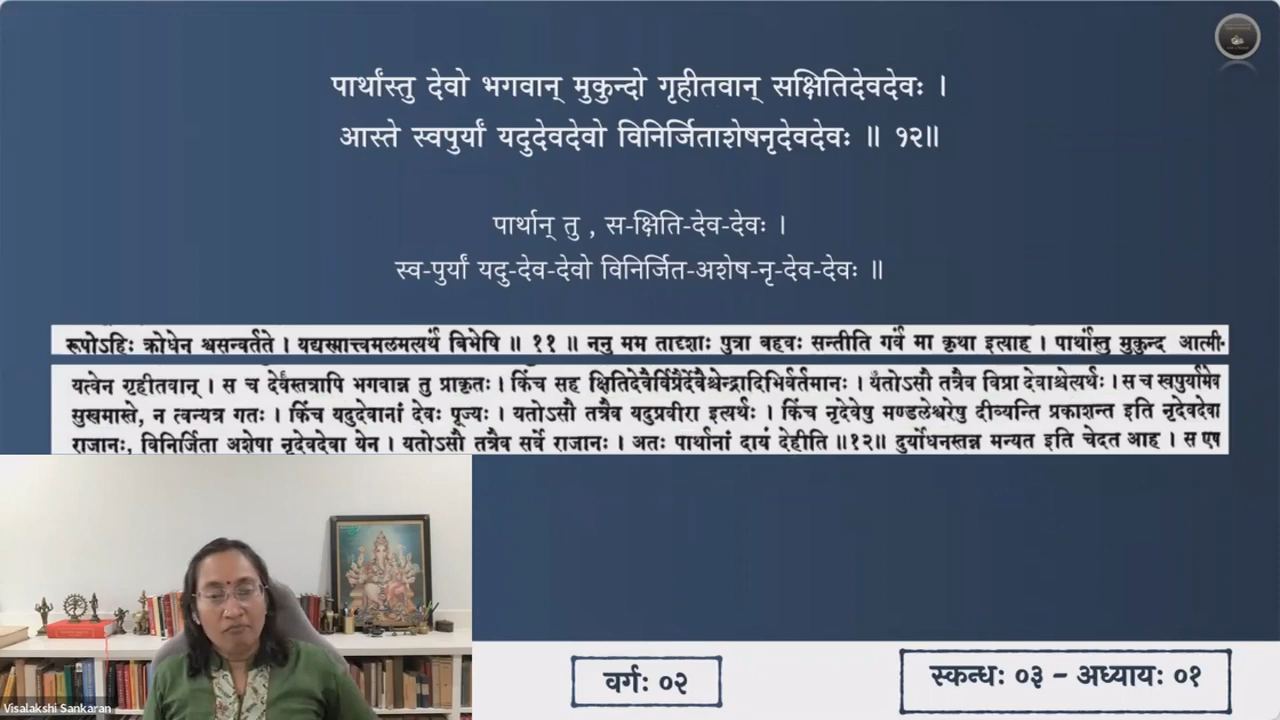 पार्थांस्तु देवो भगवान् मुकुन्दो गृहीतवान् सक्षितिदेवदेवः ।
आस्ते स्वपुर्यां यदुदेवदेवो विनिर्जिताशेषनृदेवदेवः ॥ १२॥
पार्थान् तु , स-क्षिति-देव-देवः ।
स्व-पुर्यां यदु-देव-देवो विनिर्जित-अशेष-नृ-देव-देवः ॥
रूपोऽहिः क्रोधेन श्वसन्वर्तते । यद्यस्मात्त्वमलमत्यर्थं बिभेषि ॥ ११ ॥ ननु मम तादृशाः पुत्रा बहवः सन्तीति गर्वं मा कृथा इत्याह । पार्थांस्तु मुकुन्द आत्मी-
यत्वेन गृहीतवान् । स च देवस्तत्रापि भगवान्न तु प्राकृतः । किंच सह क्षितिदेवैर्विप्रैर्देवैश्चेन्द्रादिभिर्वर्तमानः । यतोऽसौ तत्रैव विप्रा देवाश्चेत्यर्थः । स च स्वपुर्यामेव
सुखमास्ते, न त्वन्यत्र गतः । किंच यदुदेवानां देवः पूज्यः । यतोऽसौ तत्रैव यदुप्रवीरा इत्यर्थः । किंच नृदेवेषु मण्डलेश्वरेषु दीव्यन्ति प्रकाशन्त इति नृदेवदेवा
राजानः, विनिर्जिता अशेषा नृदेवदेवा येन । यतोऽसौ तत्रैव सर्वे राजानः । अतः पार्थानां दायं देहीति ॥१२॥ दुर्योधनस्तन्न मन्यत इति चेदत आह । स एष
Visalakshi Sankaran
वर्गः ०२
स्कन्धः ०३ - अध्यायः ०१